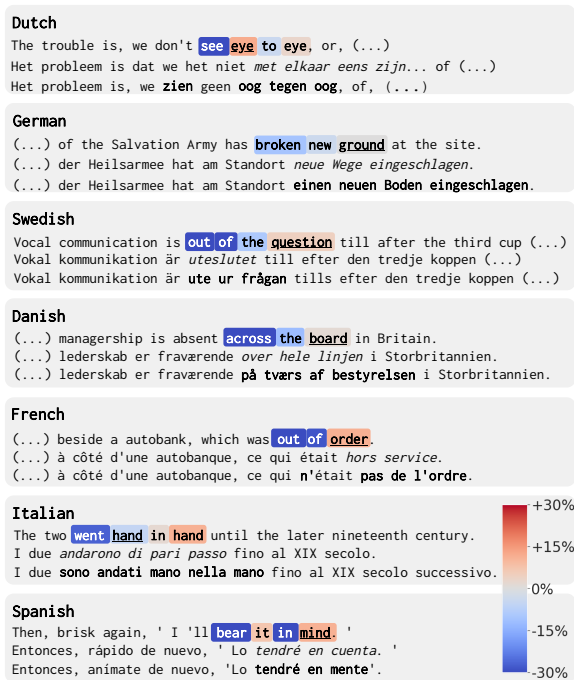 Dutch
The trouble is, we don't see eye to eye, or, (...)
Het probleem is dat we het niet met elkaar eens zijn... of (...)
Het probleem is, we zien geen oog tegen oog, of, (...)
German
(...) of the Salvation Army has broken new ground at the site.
(...) der Heilsarmee hat am Standort neue Wege eingeschlagen.
(...) der Heilsarmee hat am Standort einen neuen Boden eingeschlagen.
Swedish
Vocal communication is out of the question till after the third cup (...)
Vokal kommunikation är uteslutet till efter den tredje koppen (...)
Vokal kommunikation är ute ur frågan tills efter den tredje koppen (...)
Danish
(...) managership is absent across the board in Britain.
(...) lederskab er fraværende over hele linjen i Storbritannien.
(...) lederskab er fraværende på tværs af bestyrelsen i Storbritannien.
French
(...) beside a autobank, which was out of order.
(...) à côté d'une autobanque, ce qui était hors service.
(...) à côté d'une autobanque, ce qui n'était pas de l'ordre.
Italian
The two went hand in hand until the later nineteenth century.
I due andarono di pari passo fino al XIX secolo.
I due sono andati mano nella mano fino al XIX secolo successivo.
+30%
+15%
0%
-15%
-30%
Spanish
Then, brisk again, ' I 'll bear it in mind. '
Entonces, rápido de nuevo, ' Lo tendré en cuenta. '
Entonces, anímate de nuevo, 'Lo tendré en mente'.